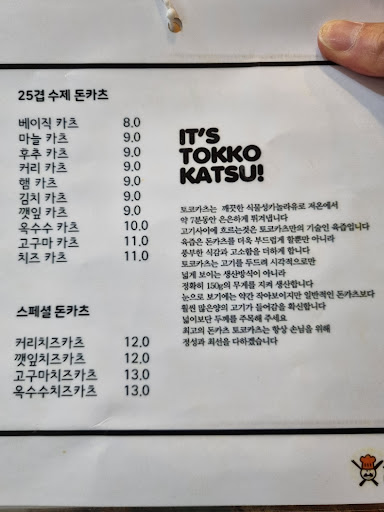 25겹 수제 돈카츠
베이직 카츠 8.0
마늘 카츠 9.0
후추 카츠 9.0
커리 카츠 9.0
햄 카츠 9.0
김치 카츠 9.0
깻잎 카츠 9.0
옥수수 카츠 10.0
고구마 카츠 11.0
치즈 카츠 11.0
스페셜 돈카츠
커리치즈카츠 12.0
깻잎치즈카츠 12.0
고구마치즈카츠 13.0
옥수수치즈카츠 13.0
IT'S
TOKKO
KATSU!
토코카츠는 깨끗한 식물성카놀라유로 저온에서
약 7분동안 은은하게 튀겨냅니다
고기사이에 흐르는것은 토코카츠만의 기술인 육즙입니다
육즙은 돈카츠를 더욱 부드럽게 할뿐만 아니라
풍부한 식감과 고소함을 더하게 합니다
토코카츠는 고기를 두드려 시각적으로만
넓게 보이는 생산방식이 아니라
정확히 150g의 무게를 지켜 생산합니다
눈으로 보기에는 약간 작아보이지만 일반적인 돈카츠보다
훨씬 많은양의 고기가 들어감을 확신합니다
넓이보단 두께를 주목해 주세요
최고의 돈카츠 토코카츠는 항상 손님을 위해
정성과 최선을 다하겠습니다